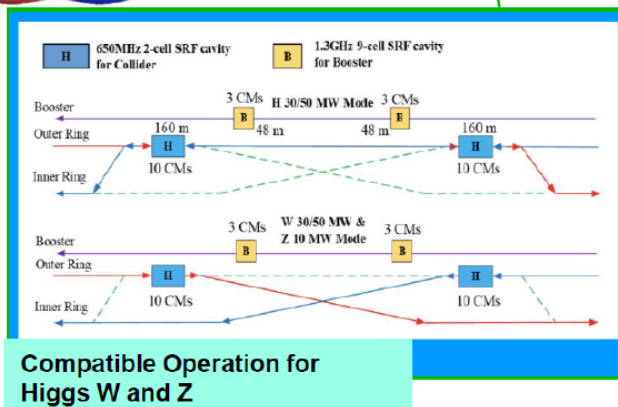 H 650MHz 2-cell SRF cavity B 1.3GHz 9-cell SRF cavity
for Collider for Booster
3 CMs H 30/50 MW Mode 3 CMs
Booster B B
Outer Ring 160 m 48 m 48 m 160 m
H H
10 CMs 10 CMs
Inner Ring
W 30/50 MW &
3 CMs Z 10 MW Mode 3 CMs
Booster B B
Outer Ring
H H
Inner Ring 10 CMs 10 CMs
Compatible Operation for
Higgs W and Z